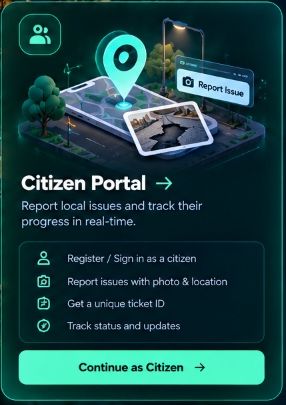 Report Issue
Citizen Portal →
Report local issues and track their
progress in real-time.
Register / Sign in as a citizen
Report issues with photo & location
Get a unique ticket ID
Track status and updates
Continue as Citizen →